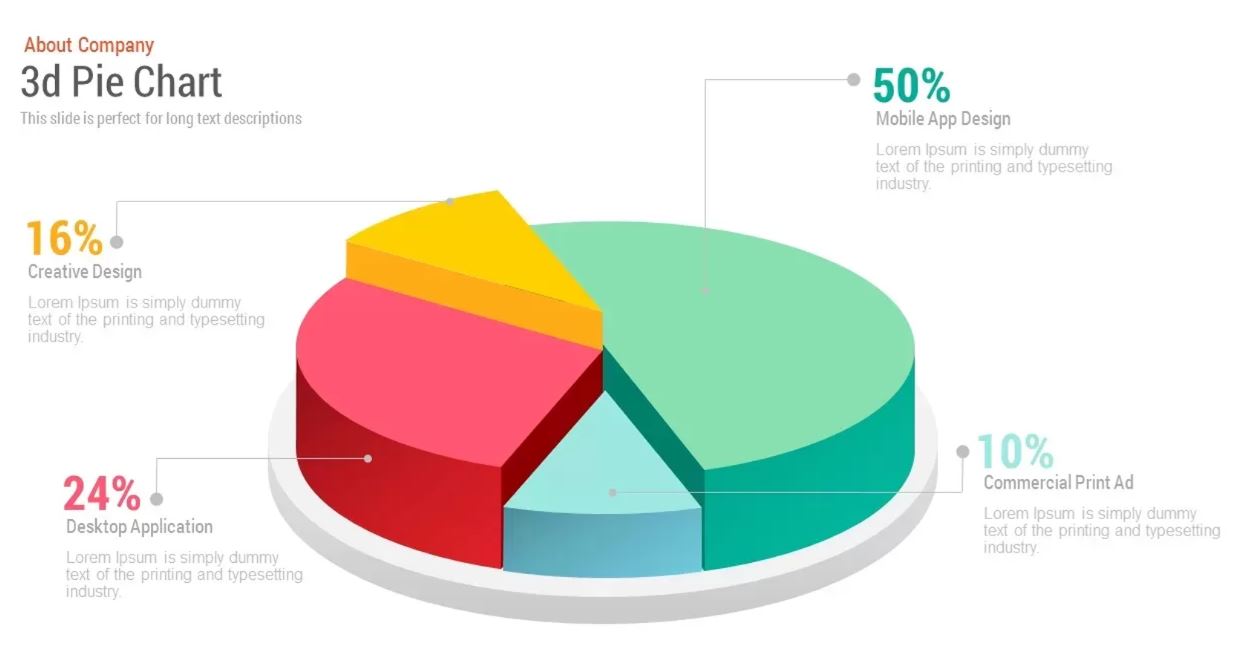 About Company
3d Pie Chart
This slide is perfect for long text descriptions
50%
Mobile App Design
Lorem Ipsum is simply dummy
text of the printing and typesetting
industry.
16%
Creative Design
Lorem Ipsum is simply dummy
text of the printing and typesetting
industry.
24%
Desktop Application
Lorem Ipsum is simply dummy
text of the printing and typesetting
industry.
10%
Commercial Print Ad
Lorem Ipsum is simply dummy
text of the printing and typesetting
industry.